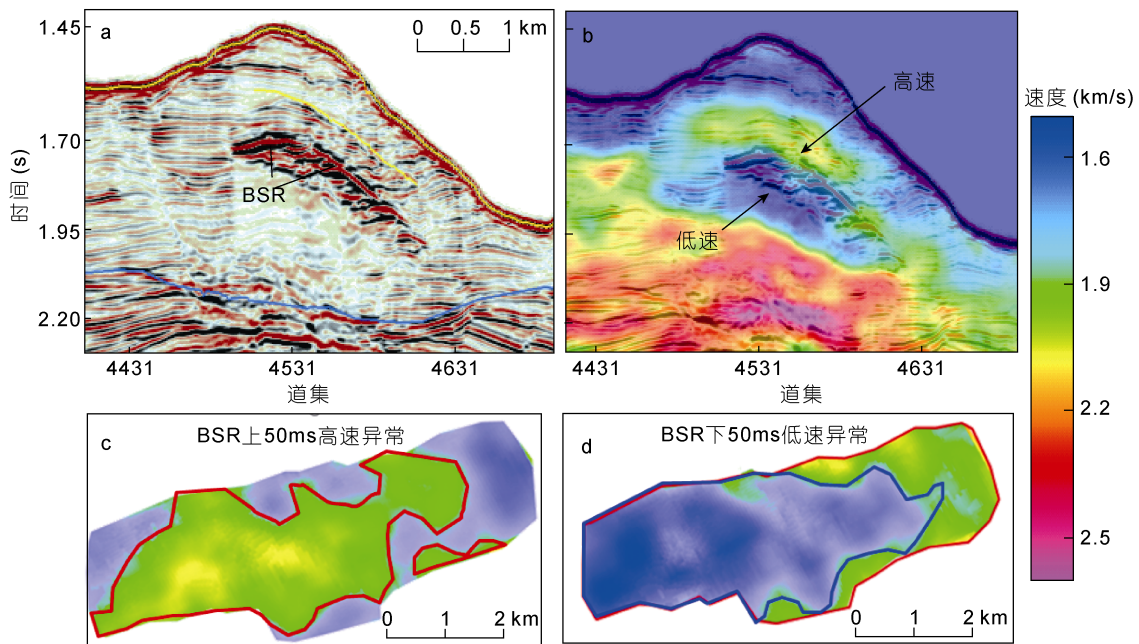 a
0 0.5 1 km
1.45
1.70
1.95
2.20
时间 (s)
BSR
4431 4531 4631
道集
b
高速
低速
4431 4531 4631
道集
速度 (km/s)
1.6
1.9
2.2
2.5
c
BSR上50ms高速异常
0 1 2 km
d
BSR下50ms低速异常
0 1 2 km